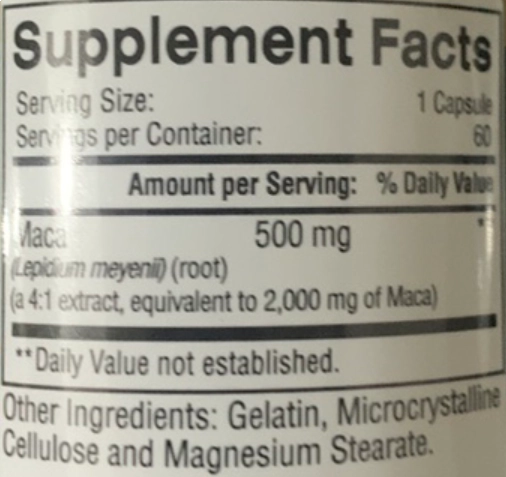 Supplement Facts
Serving Size: 1 Capsule
Servings per Container: 60
Amount per Serving: % Daily Value
Maca 500 mg **
(Lepidium meyenii) (root)
(a 4:1 extract, equivalent to 2,000 mg of Maca)
**Daily Value not established.
Other Ingredients: Gelatin, Microcrystalline
Cellulose and Magnesium Stearate.